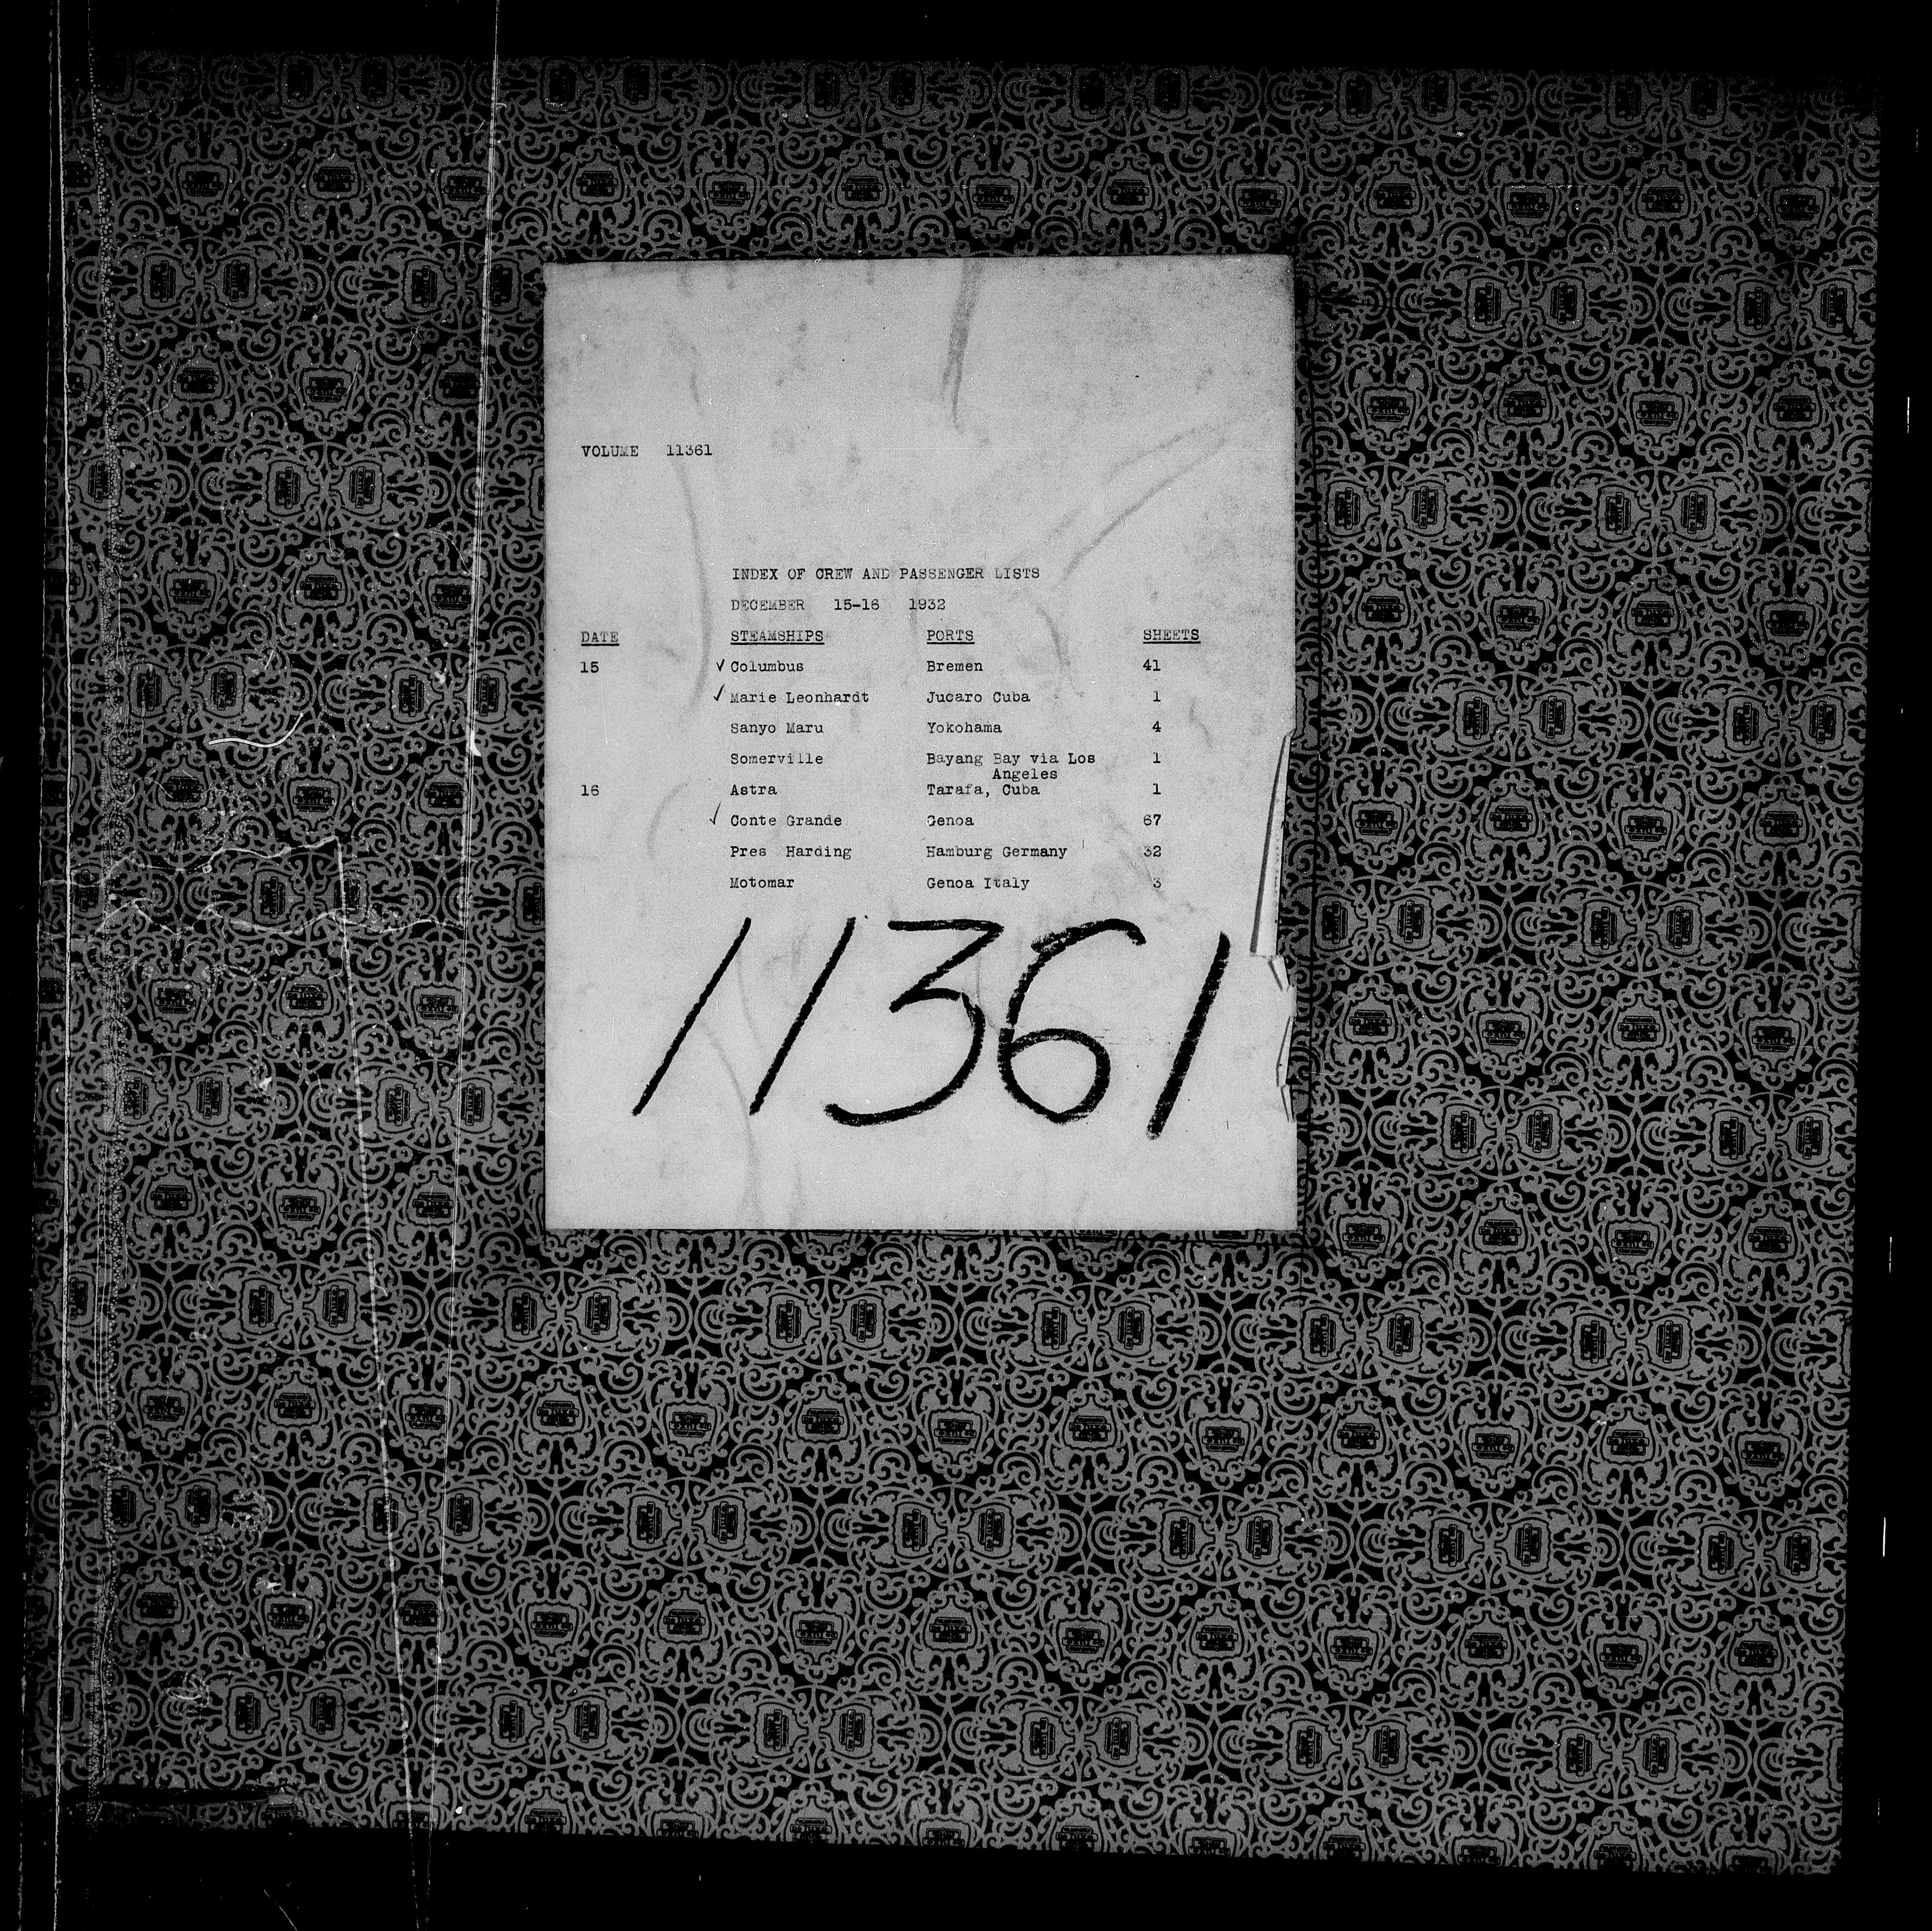 VOLUME 11361
INDEX OF CREW AND PASSENGER LISTS
DECEMBER 15-16 1932
DATE STEAMSHIPS PORTS SHEETS
15 ✓ Columbus Bremen 41
✓ Marie Leonhardt Jucaro Cuba 1
Sanyo Maru Yokohama 4
Somerville Bayang Bay via Los 1
Angeles
16 Astra Tarafa, Cuba 1
✓ Conte Grande Genoa 67
Pres Harding Hamburg Germany 32
Motomar Genoa Italy 3
11361